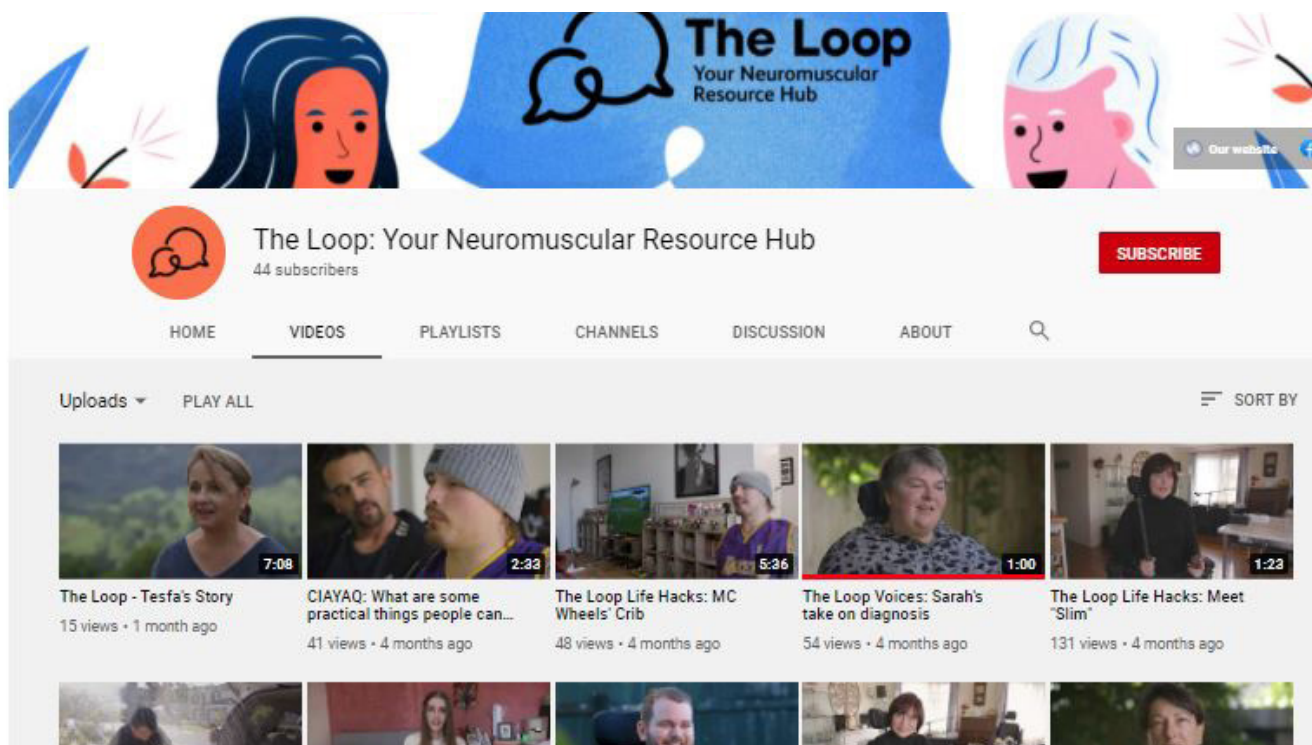 The Loop
Your Neuromuscular
Resource Hub
Our website
The Loop: Your Neuromuscular Resource Hub
44 subscribers
SUBSCRIBE
HOME VIDEOS PLAYLISTS CHANNELS DISCUSSION ABOUT
Uploads PLAY ALL SORT BY
7:08 2:33 5:36 1:00 1:23
The Loop - Tesfa's Story
15 views • 1 month ago
CIAYAQ: What are some
practical things people can...
41 views • 4 months ago
The Loop Life Hacks: MC
Wheels' Crib
48 views • 4 months ago
The Loop Voices: Sarah's
take on diagnosis
54 views • 4 months ago
The Loop Life Hacks: Meet
"Slim"
131 views • 4 months ago